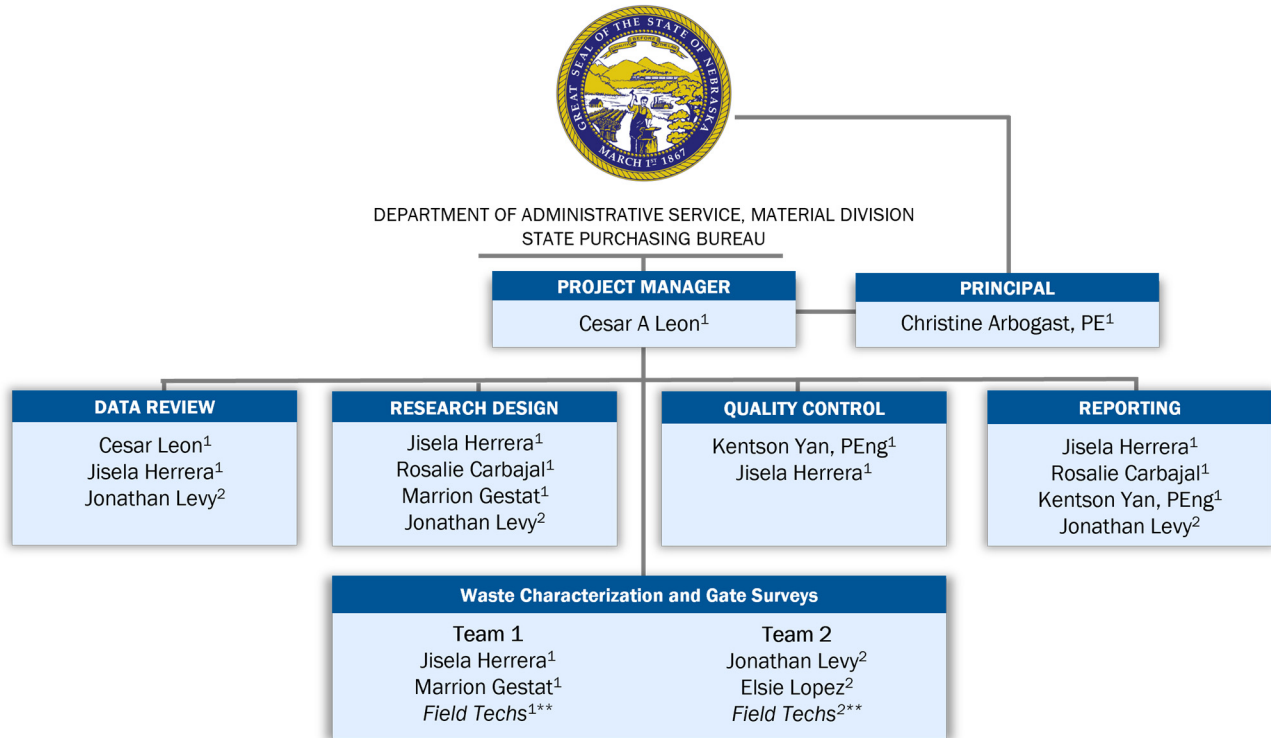 GREAT SEAL OF THE STATE OF NEBRASKA
MARCH 1ST 1867
DEPARTMENT OF ADMINISTRATIVE SERVICE, MATERIAL DIVISION
STATE PURCHASING BUREAU
PROJECT MANAGER
Cesar A Leon¹
PRINCIPAL
Christine Arbogast, PE¹
DATA REVIEW
Cesar Leon¹
Jisela Herrera¹
Jonathan Levy²
RESEARCH DESIGN
Jisela Herrera¹
Rosalie Carbajal¹
Marrion Gestat¹
Jonathan Levy²
QUALITY CONTROL
Kentson Yan, PEng¹
Jisela Herrera¹
REPORTING
Jisela Herrera¹
Rosalie Carbajal¹
Kentson Yan, PEng¹
Jonathan Levy²
Waste Characterization and Gate Surveys
Team 1
Jisela Herrera¹
Marrion Gestat¹
Field Techs¹**
Team 2
Jonathan Levy²
Elsie Lopez²
Field Techs²**